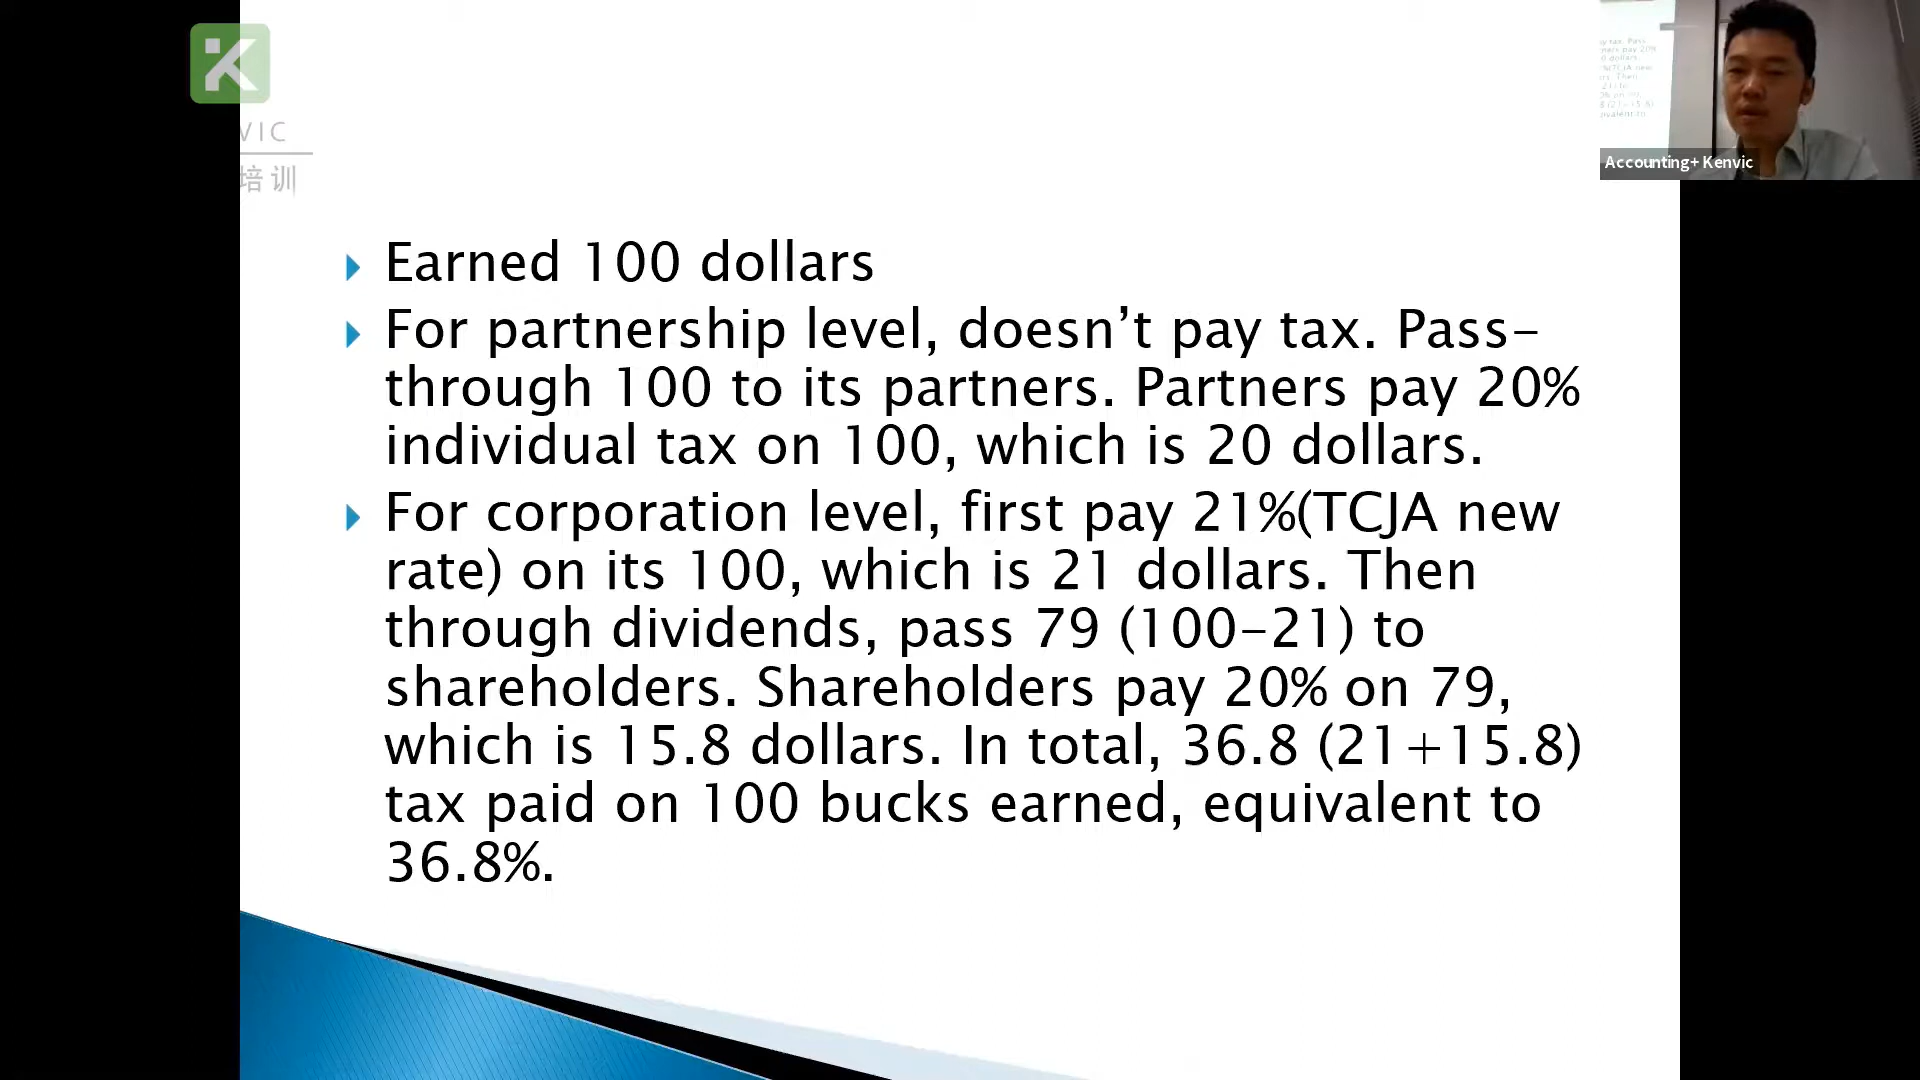 K
VIC
培训
Accounting+ Kenvic
Earned 100 dollars
For partnership level, doesn’t pay tax. Pass-
through 100 to its partners. Partners pay 20%
individual tax on 100, which is 20 dollars.
For corporation level, first pay 21%(TCJA new
rate) on its 100, which is 21 dollars. Then
through dividends, pass 79 (100-21) to
shareholders. Shareholders pay 20% on 79,
which is 15.8 dollars. In total, 36.8 (21+15.8)
tax paid on 100 bucks earned, equivalent to
36.8%.